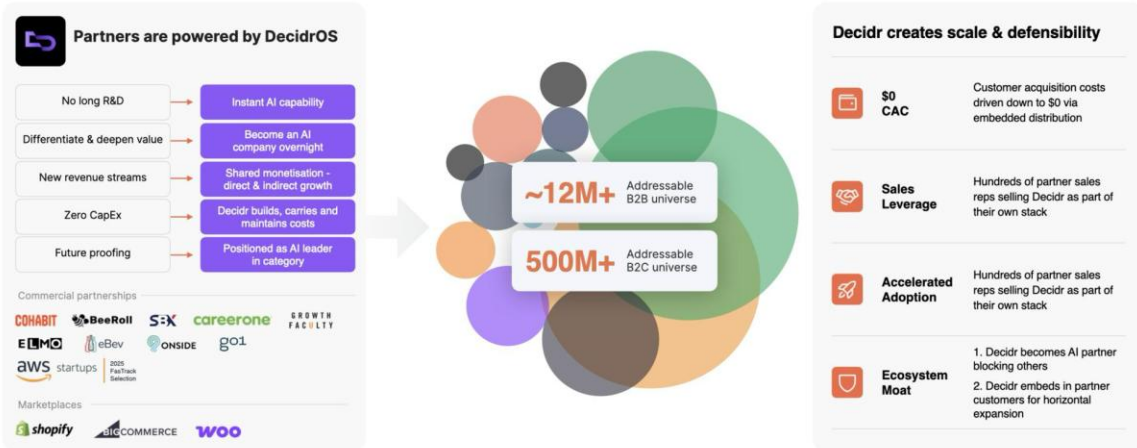 Partners are powered by DecidrOS
No long R&D
Instant AI capability
Differentiate & deepen value
Become an AI
company overnight
New revenue streams
Shared monetisation -
direct & indirect growth
Zero CapEx
Decidr builds, carries and
maintains costs
Future proofing
Positioned as AI leader
in category
Commercial partnerships
COHABIT
BeeRoll
careerone
GROWTH
FACULTY
ELMO
eBev
ONSIDE
go1
aws startups
2025
FasTrack
Selection
Marketplaces
shopify
BIGCOMMERCE
WOO
~12M+
Addressable
B2B universe
500M+
Addressable
B2C universe
Decidr creates scale & defensibility
$0
CAC
Customer acquisition costs
driven down to $0 via
embedded distribution
Sales
Leverage
Hundreds of partner sales
reps selling Decidr as part of
their own stack
Accelerated
Adoption
Hundreds of partner sales
reps selling Decidr as part of
their own stack
Ecosystem
Moat
1. Decidr becomes AI partner
blocking others
2. Decidr embeds in partner
customers for horizontal
expansion